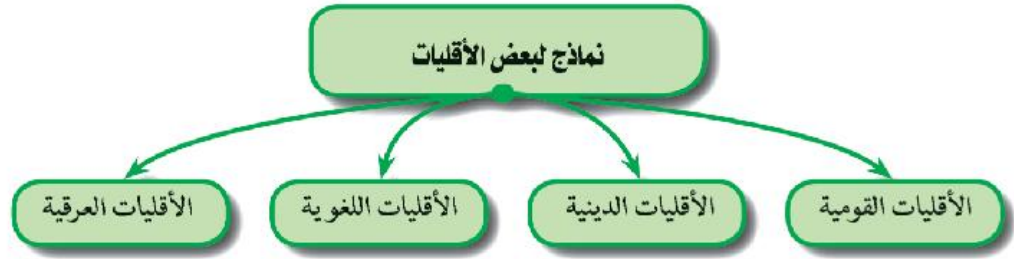 نماذج لبعض الأقليات
الأقليات القومية
الأقليات الدينية
الأقليات اللغوية
الأقليات العرقية